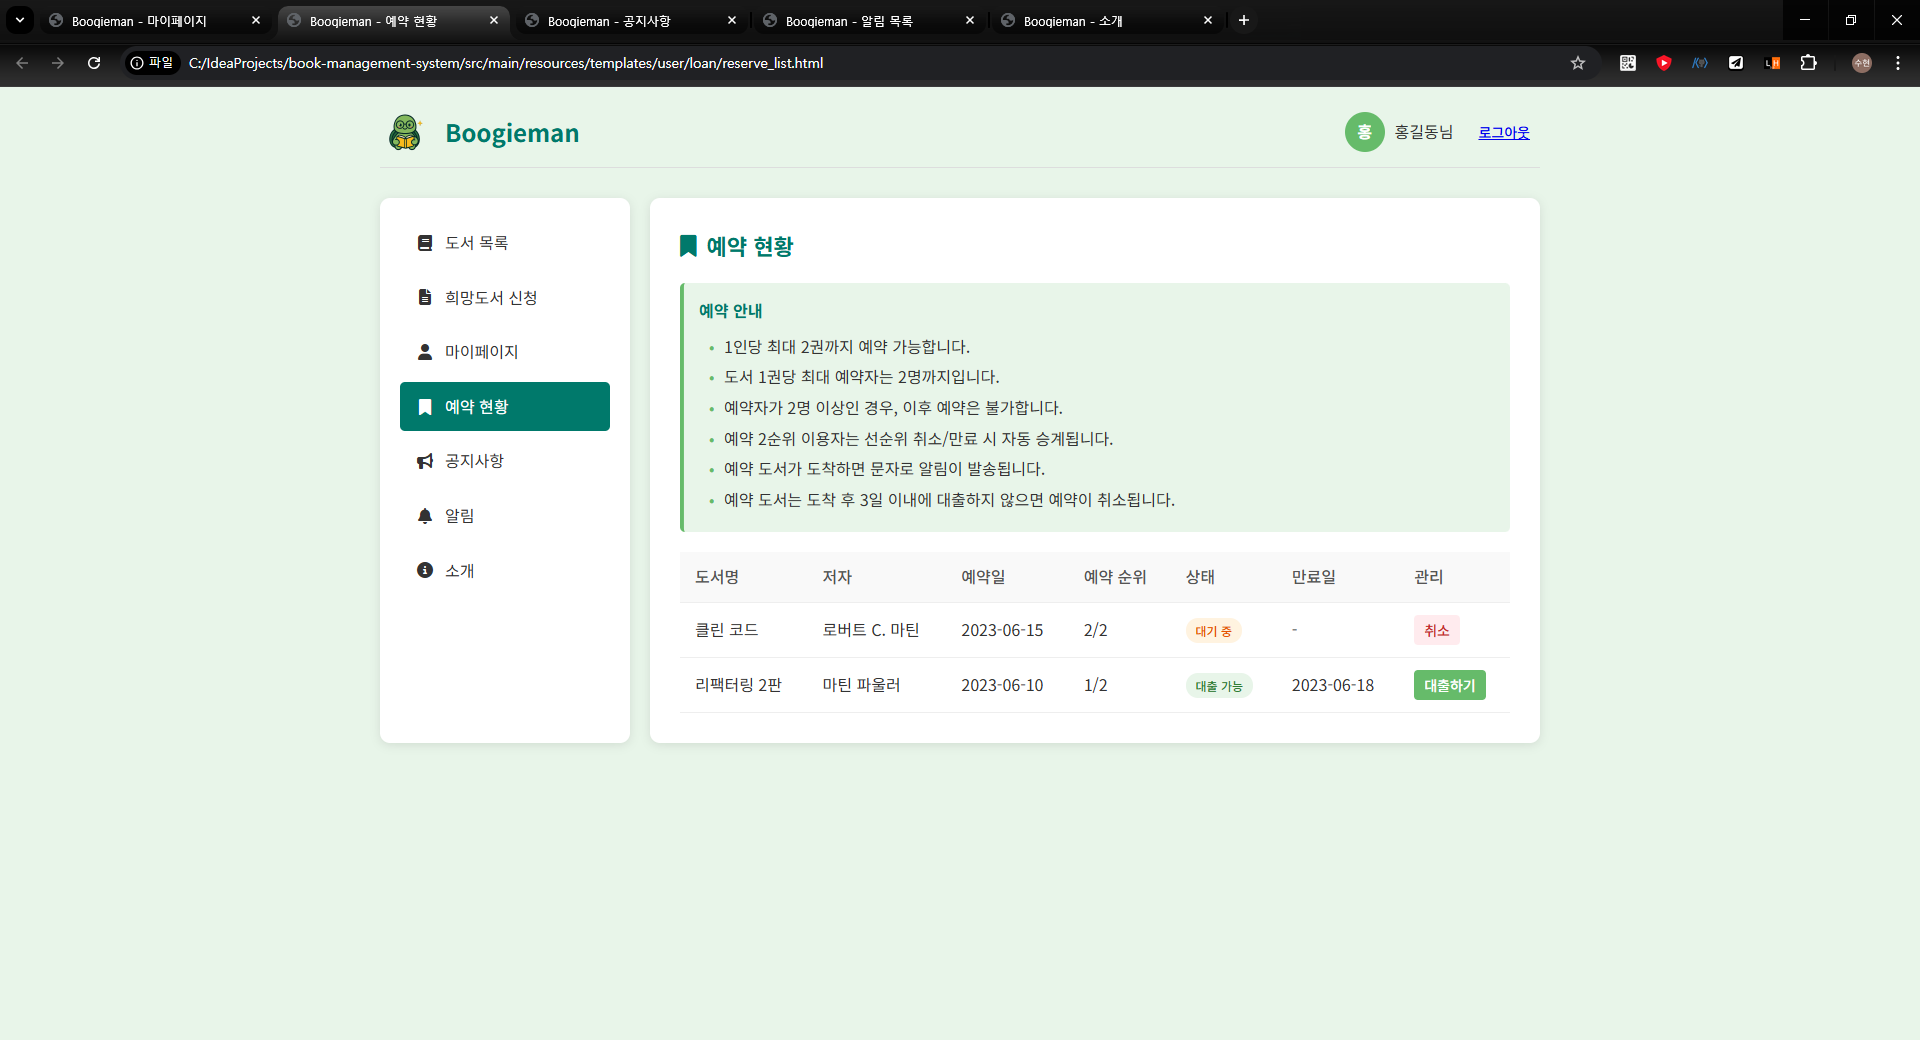 Boogieman - 마이페이지
Boogieman - 예약 현황
Boogieman - 공지사항
Boogieman - 알림 목록
Boogieman - 소개
파일
C:/IdeaProjects/book-management-system/src/main/resources/templates/user/loan/reserve_list.html
수현
Boogieman
홍
홍길동님
로그아웃
도서 목록
희망도서 신청
마이페이지
예약 현황
공지사항
알림
소개
예약 현황
예약 안내
• 1인당 최대 2권까지 예약 가능합니다.
• 도서 1권당 최대 예약자는 2명까지입니다.
• 예약자가 2명 이상인 경우, 이후 예약은 불가합니다.
• 예약 2순위 이용자는 선순위 취소/만료 시 자동 승계됩니다.
• 예약 도서가 도착하면 문자로 알림이 발송됩니다.
• 예약 도서는 도착 후 3일 이내에 대출하지 않으면 예약이 취소됩니다.
도서명 저자 예약일 예약 순위 상태 만료일 관리
클린 코드 로버트 C. 마틴 2023-06-15 2/2 대기 중 - 취소
리팩터링 2판 마틴 파울러 2023-06-10 1/2 대출 가능 2023-06-18 대출하기